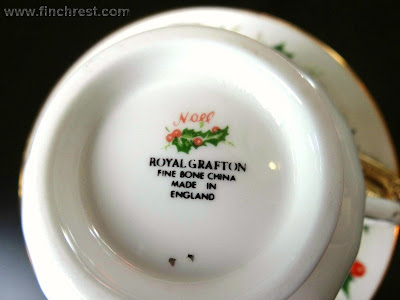 www.finchrest.com
Noel
ROYAL GRAFTON
FINE BONE CHINA
MADE IN
ENGLAND